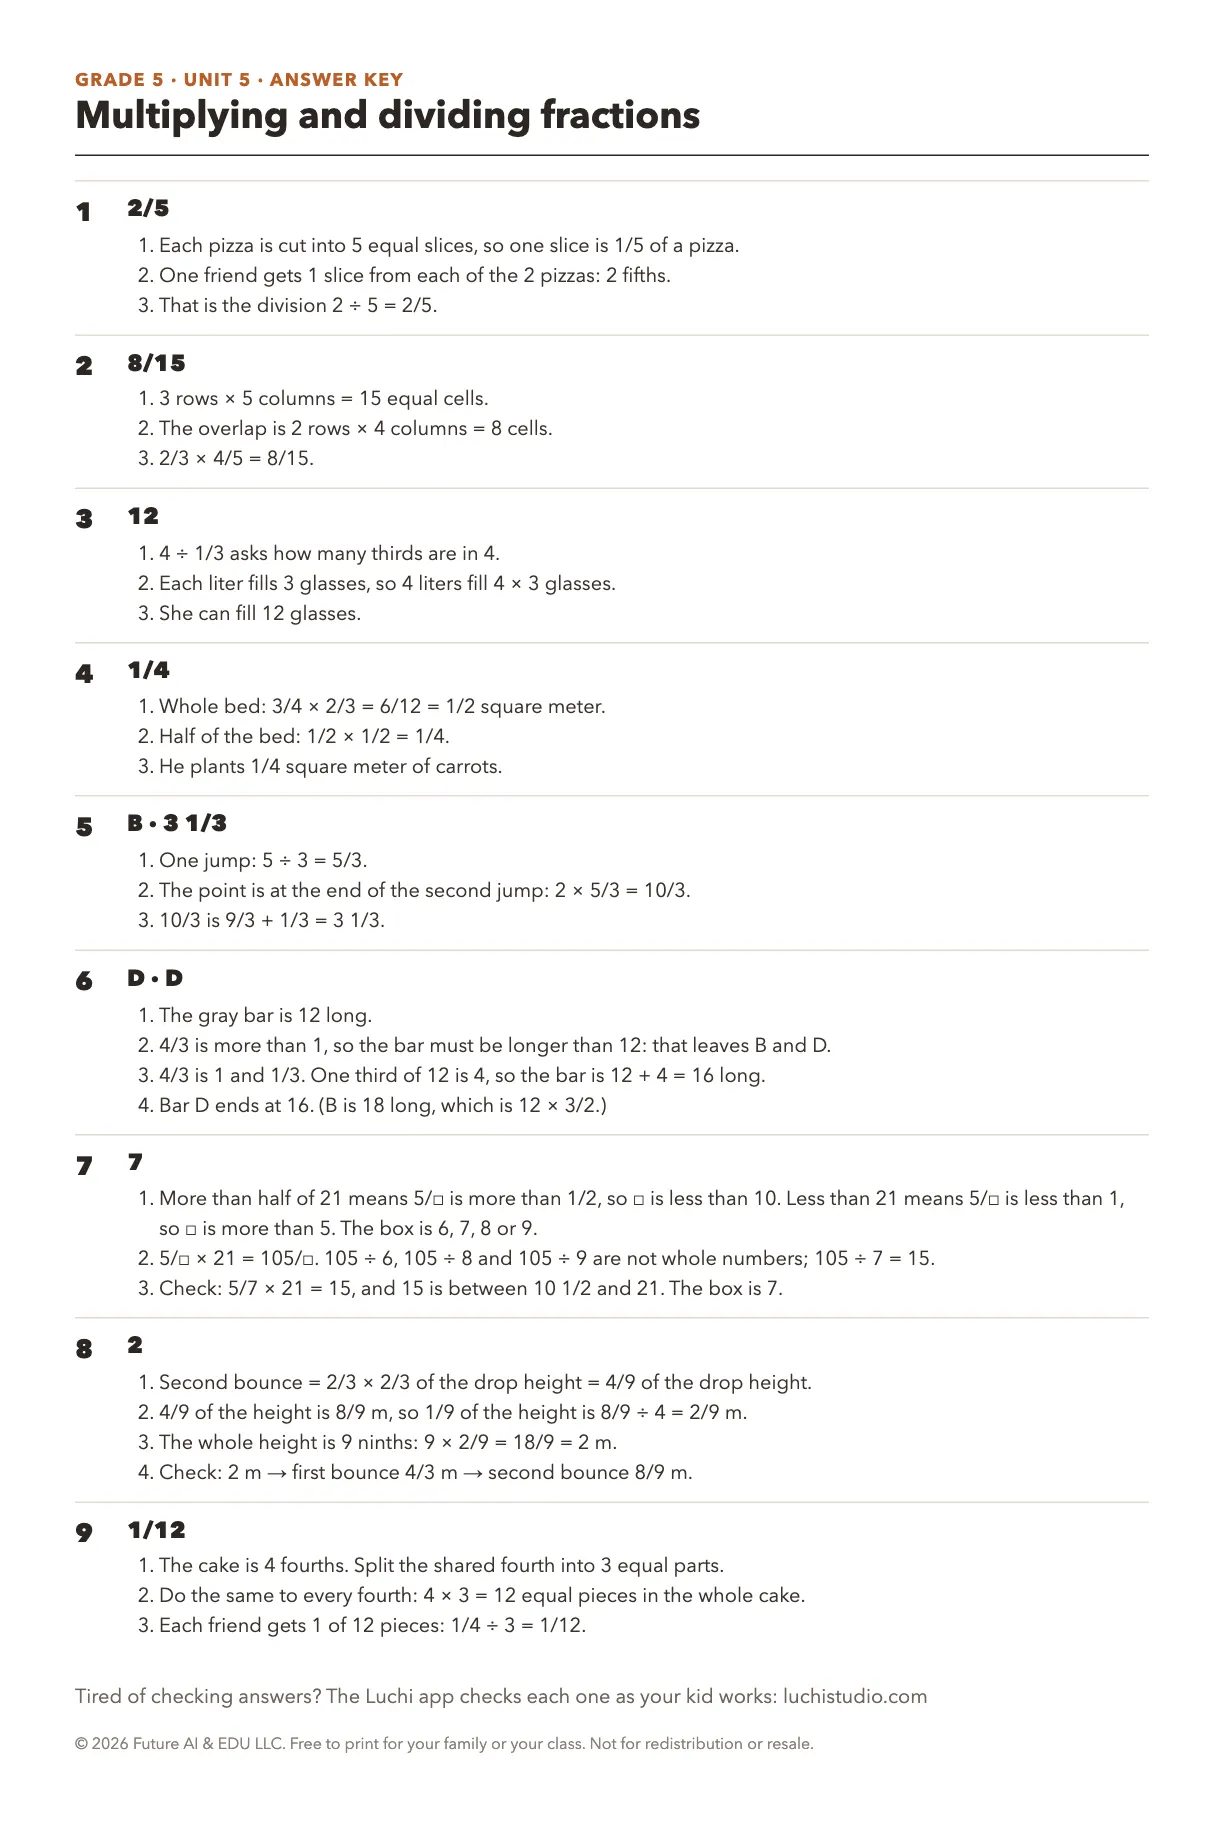 GRADE 5 · UNIT 5 · ANSWER KEY
Multiplying and dividing fractions
1 2/5
1. Each pizza is cut into 5 equal slices, so one slice is 1/5 of a pizza.
2. One friend gets 1 slice from each of the 2 pizzas: 2 fifths.
3. That is the division 2 ÷ 5 = 2/5.
2 8/15
1. 3 rows × 5 columns = 15 equal cells.
2. The overlap is 2 rows × 4 columns = 8 cells.
3. 2/3 × 4/5 = 8/15.
3 12
1. 4 ÷ 1/3 asks how many thirds are in 4.
2. Each liter fills 3 glasses, so 4 liters fill 4 × 3 glasses.
3. She can fill 12 glasses.
4 1/4
1. Whole bed: 3/4 × 2/3 = 6/12 = 1/2 square meter.
2. Half of the bed: 1/2 × 1/2 = 1/4.
3. He plants 1/4 square meter of carrots.
5 B · 3 1/3
1. One jump: 5 ÷ 3 = 5/3.
2. The point is at the end of the second jump: 2 × 5/3 = 10/3.
3. 10/3 is 9/3 + 1/3 = 3 1/3.
6 D · D
1. The gray bar is 12 long.
2. 4/3 is more than 1, so the bar must be longer than 12: that leaves B and D.
3. 4/3 is 1 and 1/3. One third of 12 is 4, so the bar is 12 + 4 = 16 long.
4. Bar D ends at 16. (B is 18 long, which is 12 × 3/2.)
7 7
1. More than half of 21 means 5/□ is more than 1/2, so □ is less than 10. Less than 21 means 5/□ is less than 1,
so □ is more than 5. The box is 6, 7, 8 or 9.
2. 5/□ × 21 = 105/□. 105 ÷ 6, 105 ÷ 8 and 105 ÷ 9 are not whole numbers; 105 ÷ 7 = 15.
3. Check: 5/7 × 21 = 15, and 15 is between 10 1/2 and 21. The box is 7.
8 2
1. Second bounce = 2/3 × 2/3 of the drop height = 4/9 of the drop height.
2. 4/9 of the height is 8/9 m, so 1/9 of the height is 8/9 ÷ 4 = 2/9 m.
3. The whole height is 9 ninths: 9 × 2/9 = 18/9 = 2 m.
4. Check: 2 m → first bounce 4/3 m → second bounce 8/9 m.
9 1/12
1. The cake is 4 fourths. Split the shared fourth into 3 equal parts.
2. Do the same to every fourth: 4 × 3 = 12 equal pieces in the whole cake.
3. Each friend gets 1 of 12 pieces: 1/4 ÷ 3 = 1/12.
Tired of checking answers? The Luchi app checks each one as your kid works: luchistudio.com
© 2026 Future AI & EDU LLC. Free to print for your family or your class. Not for redistribution or resale.